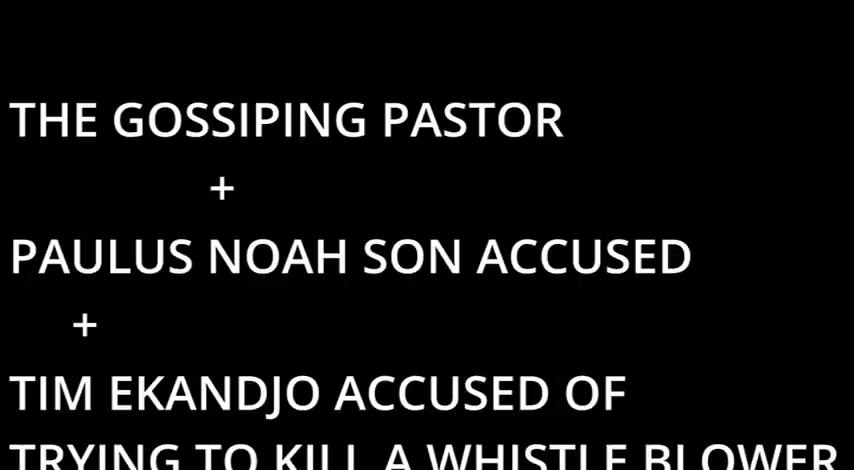 THE GOSSIPING PASTOR
+
PAULUS NOAH SON ACCUSED
+
TIM EKANDJO ACCUSED OF
TRYING TO KILL A WHISTLE BLOWER